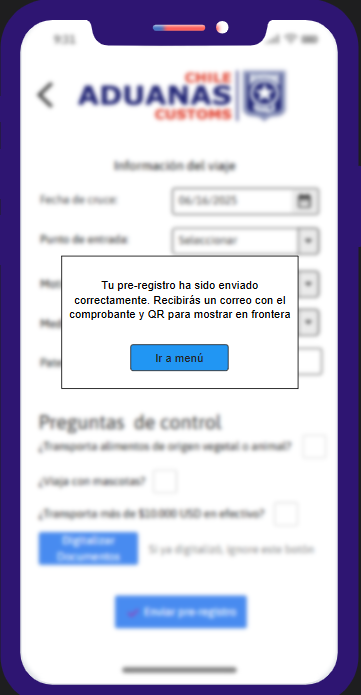 9:31
CHILE
ADUANAS
CUSTOMS
Información del viaje
Fecha de cruce:
06/16/2025
Punto de entrada:
Seleccionar
Tu pre-registro ha sido enviado
correctamente. Recibirás un correo con el
comprobante y QR para mostrar en frontera
Ir a menú
Preguntas de control
¿Transporta alimentos de origen vegetal o animal?
¿Viaja con mascotas?
¿Transporta más de $10.000 USD en efectivo?
Digitalizar
Documentos
Si ya digitalizó, ignore este botón
Enviar pre-registro